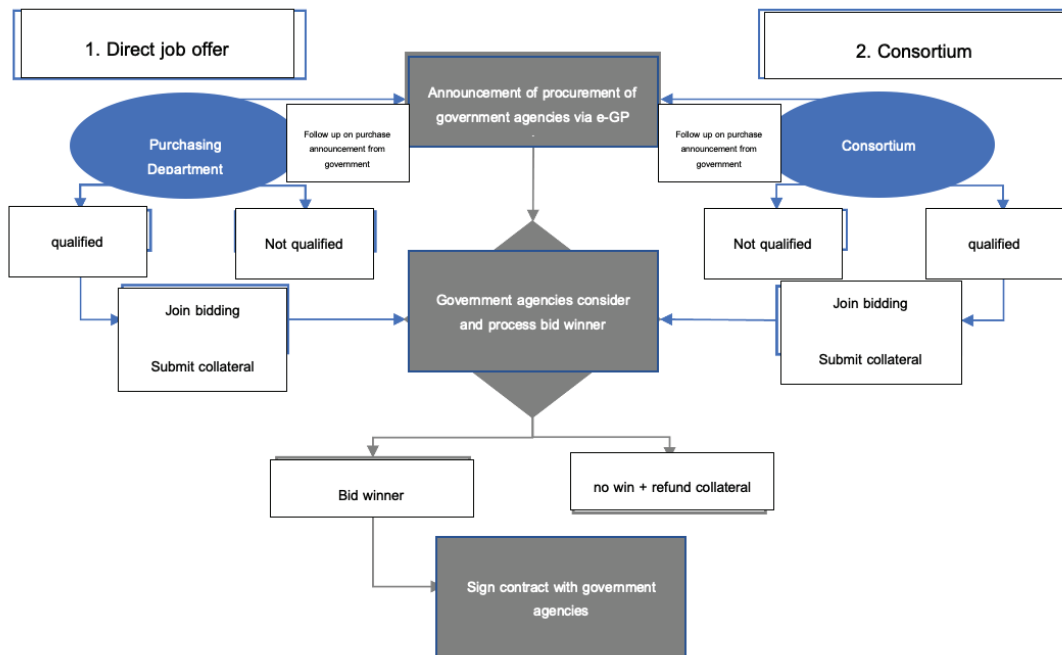 1. Direct job offer
2. Consortium
Announcement of procurement of
government agencies via e-GP
.
Purchasing
Department
Follow up on purchase
announcement from
government
Follow up on purchase
announcement from
government
Consortium
qualified
Not qualified
Not qualified
qualified
Join bidding
Submit collateral
Government agencies consider
and process bid winner
Join bidding
Submit collateral
Bid winner
no win + refund collateral
Sign contract with government
agencies